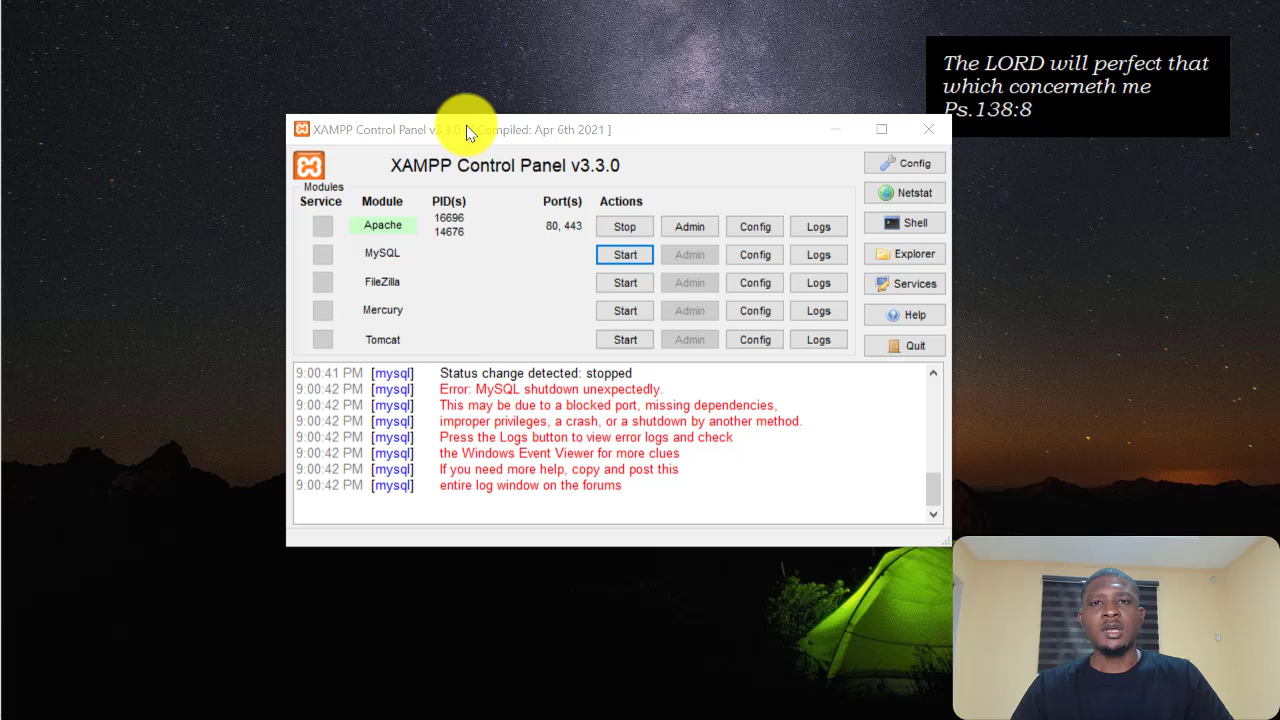 The LORD will perfect that
which concerneth me
Ps.138:8
XAMPP Control Panel v3.3.0 Compiled: Apr 6th 2021 ]
XAMPP Control Panel v3.3.0
Config
Modules
Service Module PID(s) Port(s) Actions
Netstat
Apache 16696 14676 80, 443 Stop Admin Config Logs
Shell
MySQL Start Admin Config Logs
Explorer
FileZilla Start Admin Config Logs
Services
Mercury Start Admin Config Logs
Help
Tomcat Start Admin Config Logs
Quit
9:00:41 PM [mysql] Status change detected: stopped
9:00:42 PM [mysql] Error: MySQL shutdown unexpectedly.
9:00:42 PM [mysql] This may be due to a blocked port, missing dependencies,
9:00:42 PM [mysql] improper privileges, a crash, or a shutdown by another method.
9:00:42 PM [mysql] Press the Logs button to view error logs and check
9:00:42 PM [mysql] the Windows Event Viewer for more clues
9:00:42 PM [mysql] If you need more help, copy and post this
9:00:42 PM [mysql] entire log window on the forums